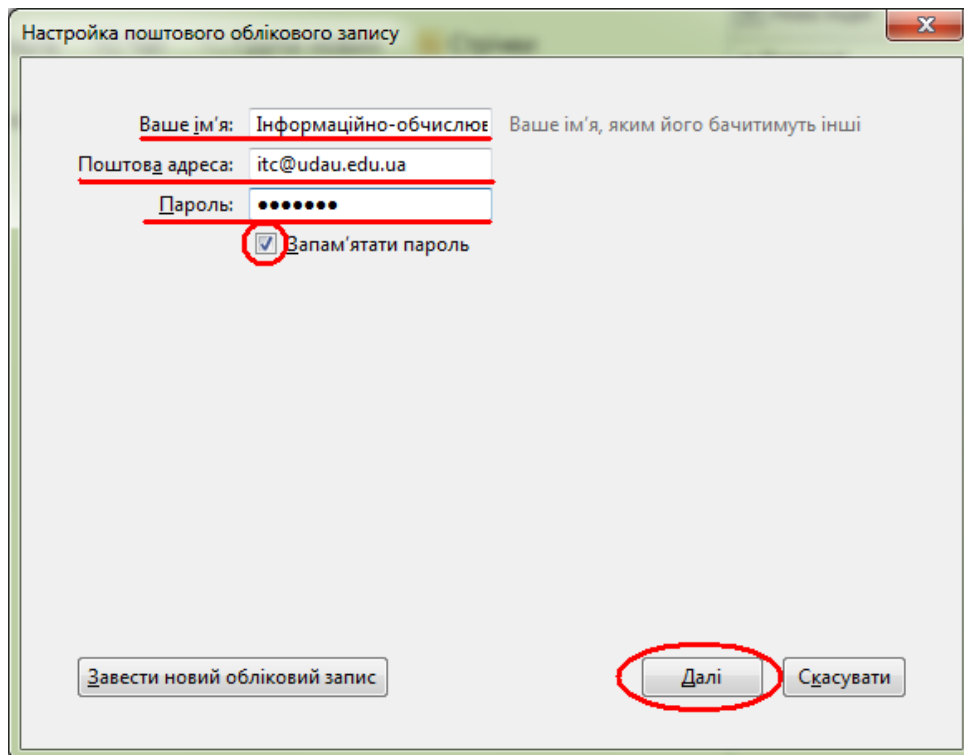 Настройка поштового облікового запису
Ваше ім'я: Інформаційно-обчислюв Ваше ім'я, яким його бачитимуть інші
Поштова адреса: itc@udau.edu.ua
Пароль: •••••••
Запам'ятати пароль
Завести новий обліковий запис Далі Скасувати